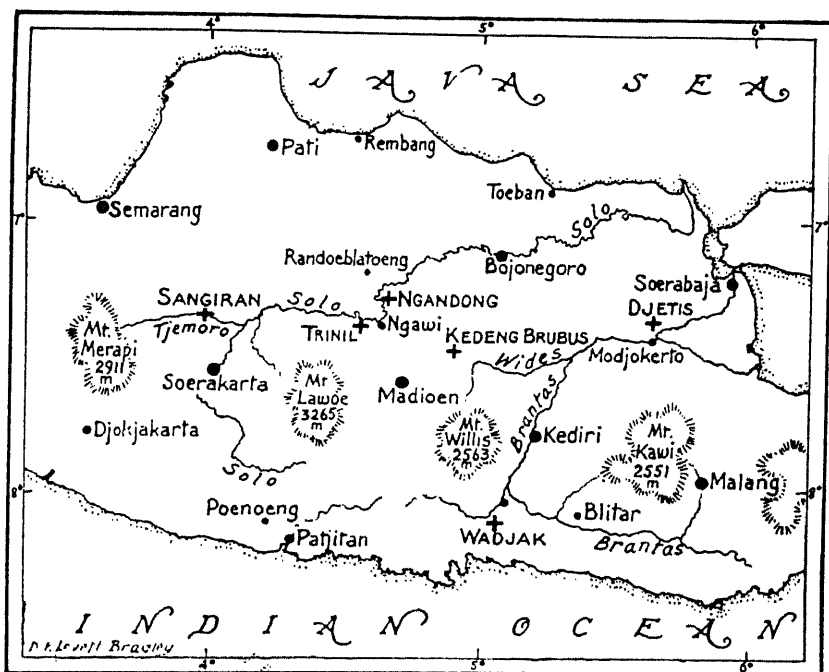 4° 5° 6°
JAVA SEA
Pati
Rembang
Toeban
Semarang
7° 7°
Solo
Randoeblatoeng
Bojonegoro
Soerabaja
SANGIRAN
Solo
NGANDONG
DJETIS
Tjemoro
TRINIL
Ngawi
KEDENG BRUBUS
Mt.
Merapi
2911
m
Wides
Modjokerto
Soerakarta
Mt
Lawoe
3265
m
Madioen
Brantas
Djokjakarta
Mt.
Willis
2563
m
Kediri
Mt.
Kawi
2551
m
Solo
Malang
8° 8°
Poenoeng
Patjitan
WADJAK
Blitar
Brantas
INDIAN OCEAN
4° 5° 6°